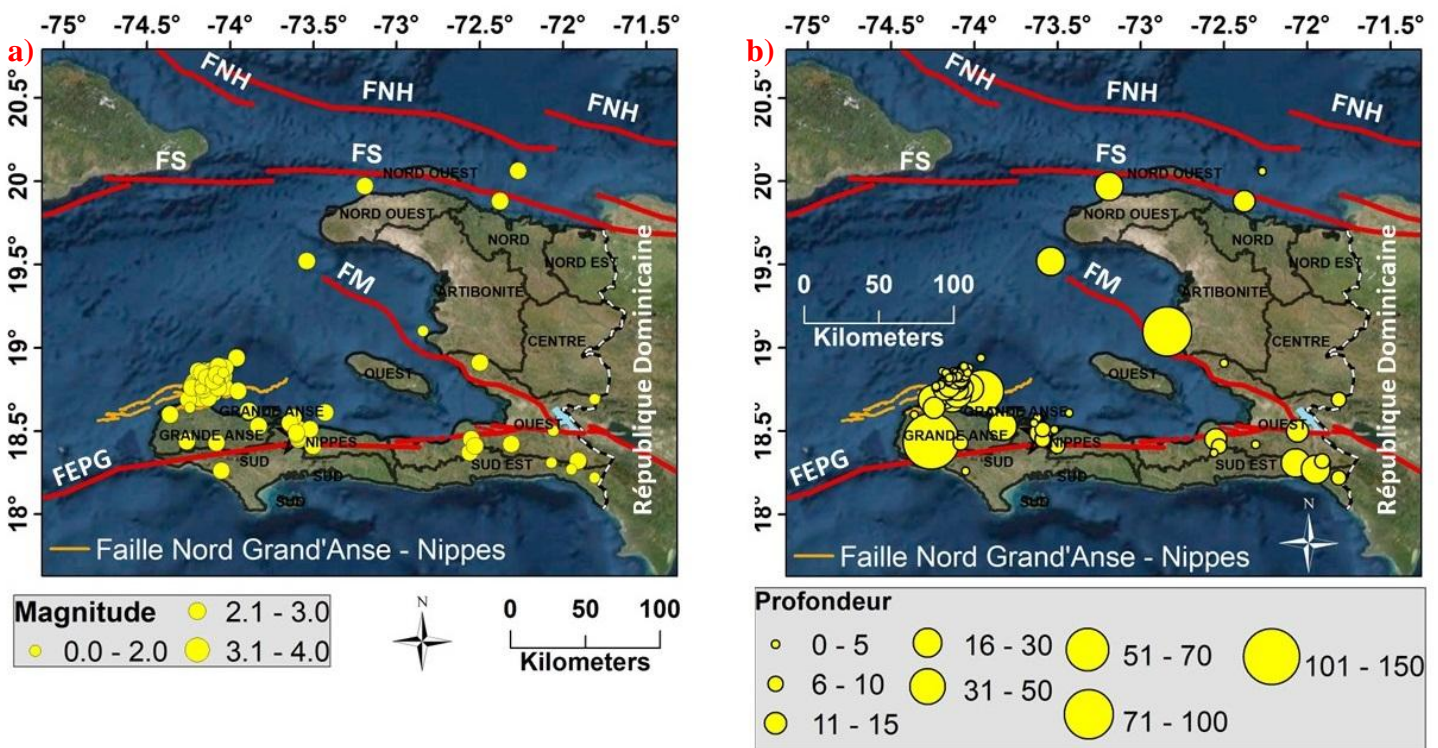 a)
-75° -74.5° -74° -73.5° -73° -72.5° -72° -71.5°
20.5°
20°
19.5°
19°
18.5°
18°
FNH
FNH
FNH
FS
FS
NORD OUEST
NORD OUEST
NORD
NORD EST
FM
ARTIBONITE
CENTRE
OUEST
GRANDE ANSE
GRANDE ANSE
NIPPES
OUEST
FEPG
SUD
SUD EST
SUD
SUD
République Dominicaine
Faille Nord Grand'Anse - Nippes
Magnitude
0.0 - 2.0
2.1 - 3.0
3.1 - 4.0
N
0 50 100
Kilometers
b)
-75° -74.5° -74° -73.5° -73° -72.5° -72° -71.5°
20.5°
20°
19.5°
19°
18.5°
18°
FNH
FNH
FNH
FS
FS
NORD OUEST
NORD OUEST
NORD
NORD EST
0 50 100
Kilometers
FM
ARTIBONITE
CENTRE
OUEST
GRANDE ANSE
GRANDE ANSE
NIPPES
OUEST
FEPG
SUD
SUD EST
SUD
SUD
République Dominicaine
N
Faille Nord Grand'Anse - Nippes
Profondeur
0 - 5
6 - 10
11 - 15
16 - 30
31 - 50
51 - 70
71 - 100
101 - 150